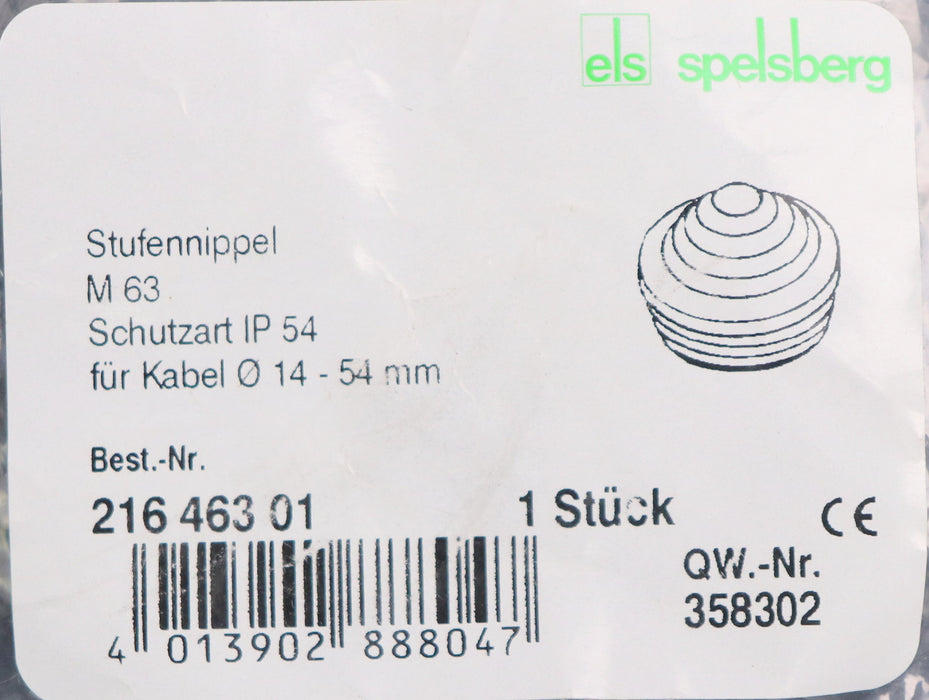 els spelsberg
Stufennippel
M 63
Schutzart IP 54
für Kabel Ø 14 - 54 mm
Best.-Nr.
216 463 01
1 Stück
CE
QW.-Nr.
358302
4 013902 888047